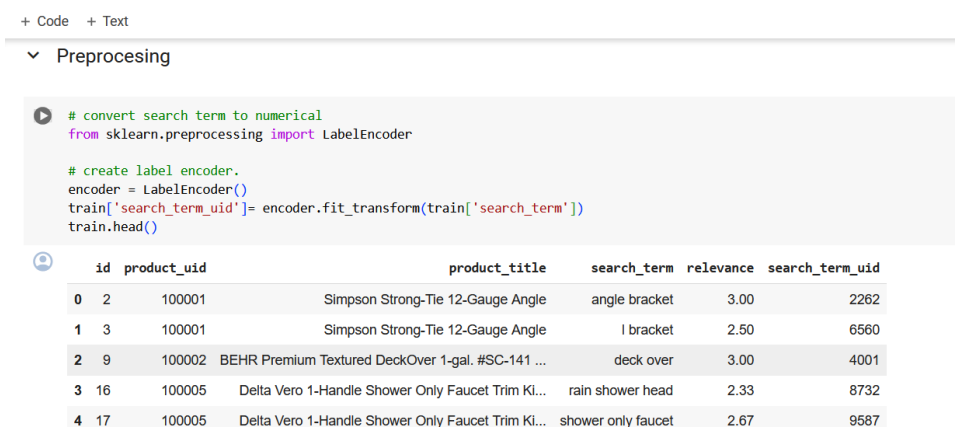 + Code + Text
Preprocesing
# convert search term to numerical
from sklearn.preprocessing import LabelEncoder
# create label encoder.
encoder = LabelEncoder()
train['search_term_uid']= encoder.fit_transform(train['search_term'])
train.head()
id product_uid product_title search_term relevance search_term_uid
0 2 100001 Simpson Strong-Tie 12-Gauge Angle angle bracket 3.00 2262
1 3 100001 Simpson Strong-Tie 12-Gauge Angle l bracket 2.50 6560
2 9 100002 BEHR Premium Textured DeckOver 1-gal. #SC-141 ... deck over 3.00 4001
3 16 100005 Delta Vero 1-Handle Shower Only Faucet Trim Ki... rain shower head 2.33 8732
4 17 100005 Delta Vero 1-Handle Shower Only Faucet Trim Ki... shower only faucet 2.67 9587